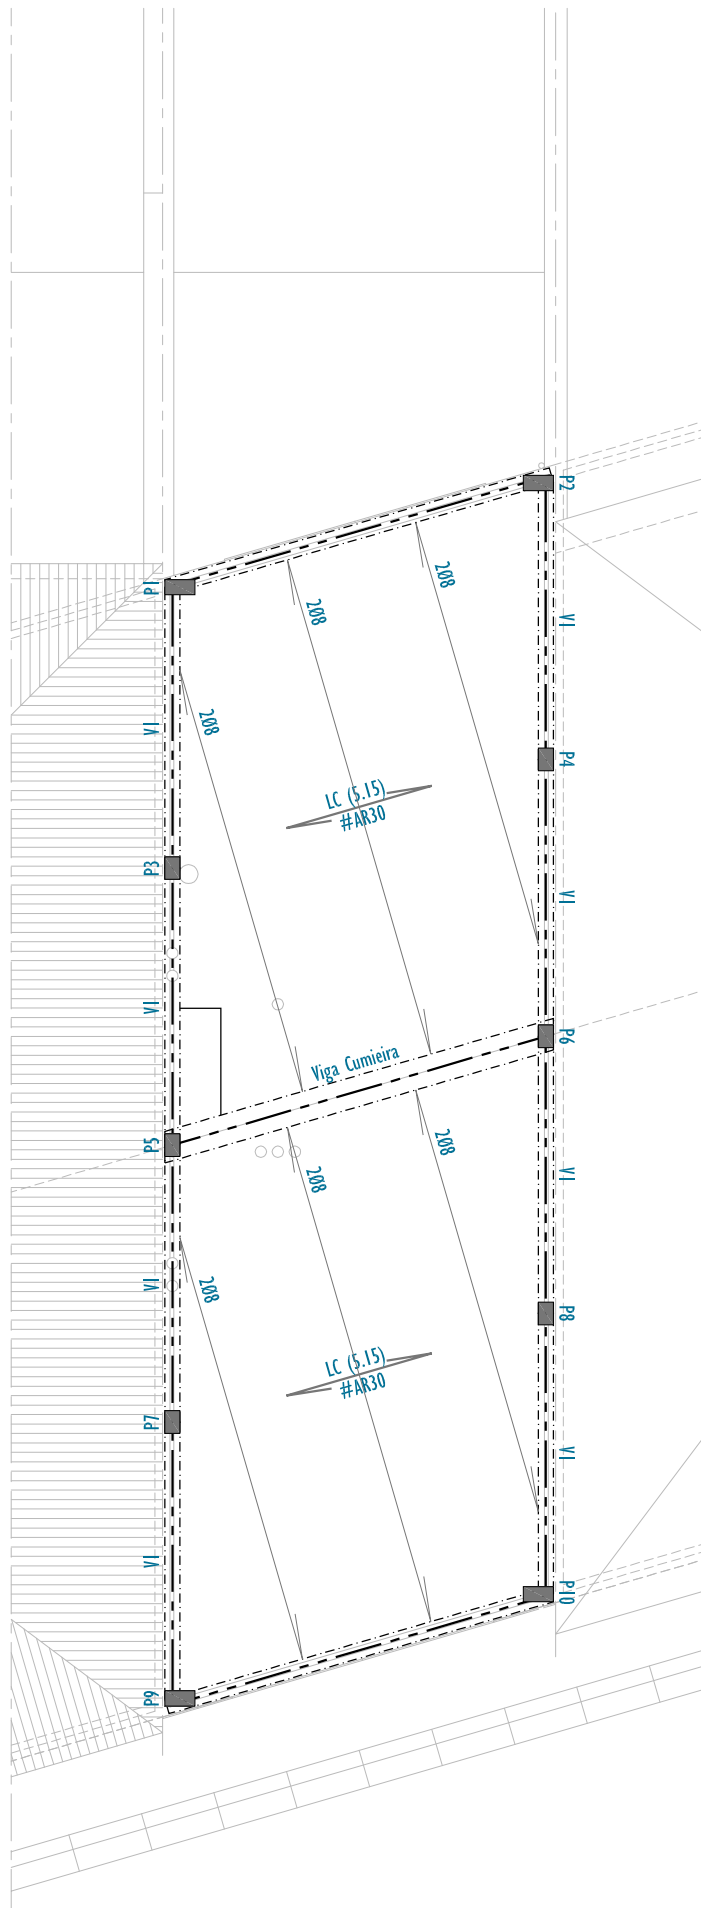 P2
P1
2Ø8
2Ø8
V1
2Ø8
V1
P4
LC (5.15)
#AR30
P3
V1
V1
Viga Cumieira
P6
P5
2Ø8
2Ø8
V1
2Ø8
V1
P8
LC (5.15)
#AR30
P7
V1
V1
P10
P9